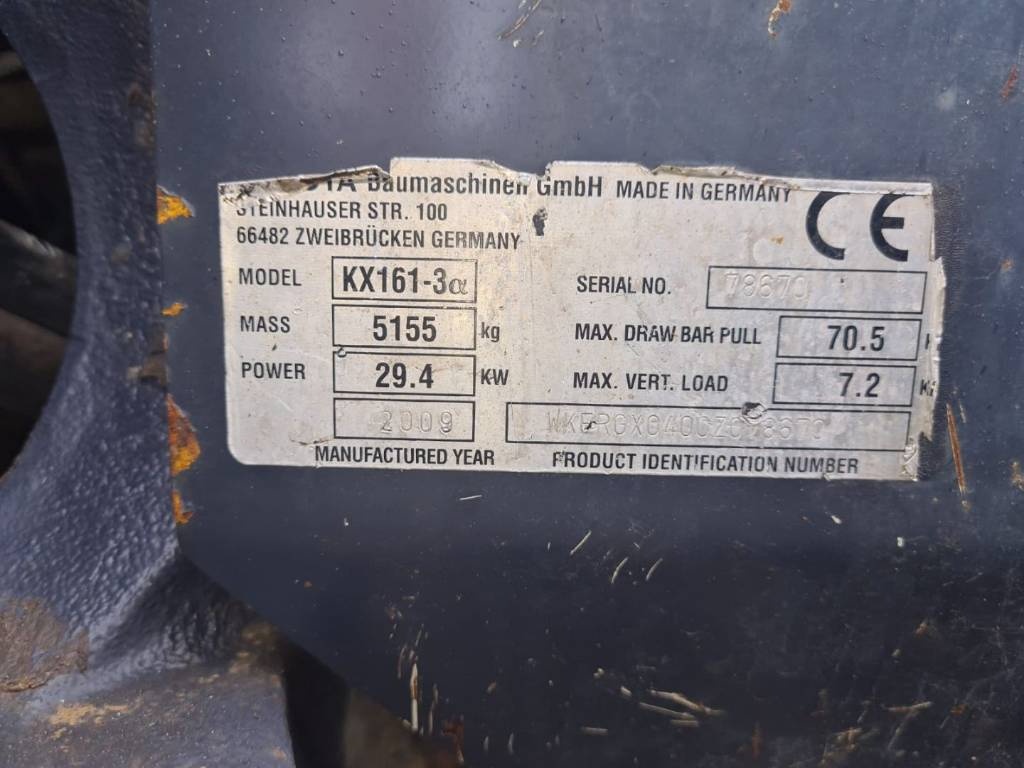 Baumaschinen GmbH MADE IN GERMANY CE
STEINHAUSER STR. 100
66482 ZWEIBRÜCKEN GERMANY
MODEL KX161-3α SERIAL NO. 78670
MASS 5155 kg MAX. DRAW BAR PULL 70.5
POWER 29.4 KW MAX. VERT. LOAD 7.2
2009
MANUFACTURED YEAR PRODUCT IDENTIFICATION NUMBER